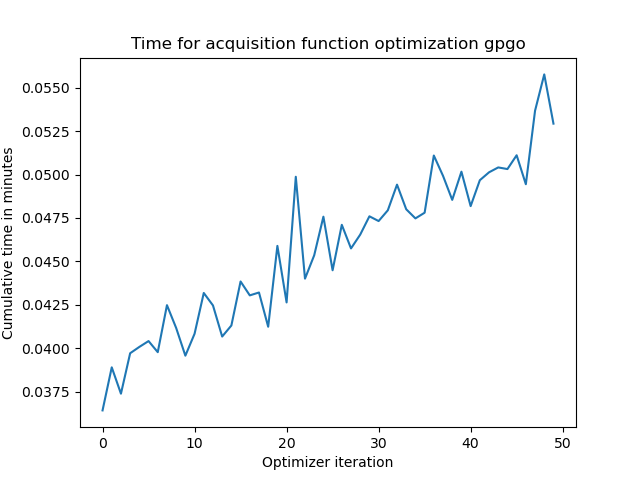 Time for acquisition function optimization gpgo
Cumulative time in minutes
0.0550
0.0525
0.0500
0.0475
0.0450
0.0425
0.0400
0.0375
0 10 20 30 40 50
Optimizer iteration